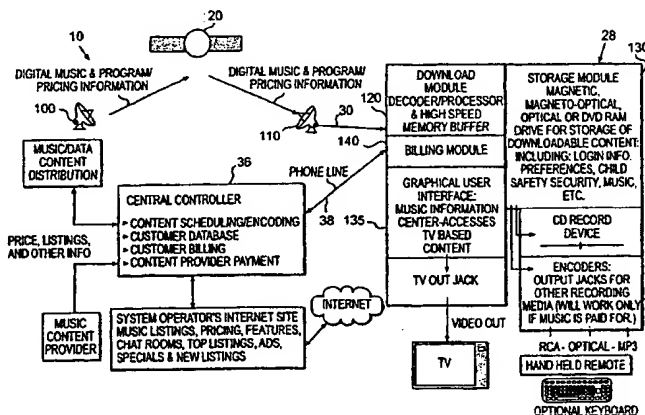 10
20
DIGITAL MUSIC & PROGRAM/
PRICING INFORMATION
100
DIGITAL MUSIC & PROGRAM/
PRICING INFORMATION
110
30
MUSIC/DATA
CONTENT
DISTRIBUTION
36
PHONE LINE
38
CENTRAL CONTROLLER
CONTENT SCHEDULING/ENCODING
CUSTOMER DATABASE
CUSTOMER BILLING
CONTENT PROVIDER PAYMENT
PRICE, LISTINGS,
AND OTHER INFO
MUSIC
CONTENT
PROVIDER
SYSTEM OPERATOR'S INTERNET SITE
MUSIC LISTINGS, PRICING, FEATURES,
CHAT ROOMS, TOP LISTINGS, ADS,
SPECIALS & NEW LISTINGS
INTERNET
120
DOWNLOAD
MODULE
DECODER/PROCESSOR
& HIGH SPEED
MEMORY BUFFER
140
BILLING MODULE
135
GRAPHICAL USER
INTERFACE:
MUSIC INFORMATION
CENTER-ACCESSES
TV BASED
CONTENT
TV OUT JACK
VIDEO OUT
TV
28
130
STORAGE MODULE
MAGNETIC,
MAGNETO-OPTICAL,
OPTICAL OR DVD RAM
DRIVE FOR STORAGE OF
DOWNLOADABLE CONTENT:
INCLUDING: LOGIN INFO.
PREFERENCES, CHILD
SAFETY SECURITY, MUSIC,
ETC.
CD RECORD
DEVICE
ENCODERS:
OUTPUT JACKS FOR
OTHER RECORDING
MEDIA (WILL WORK ONLY
IF MUSIC IS PAID FOR.)
RCA - OPTICAL - MP3
HAND HELD REMOTE
OPTIONAL KEYBOARD